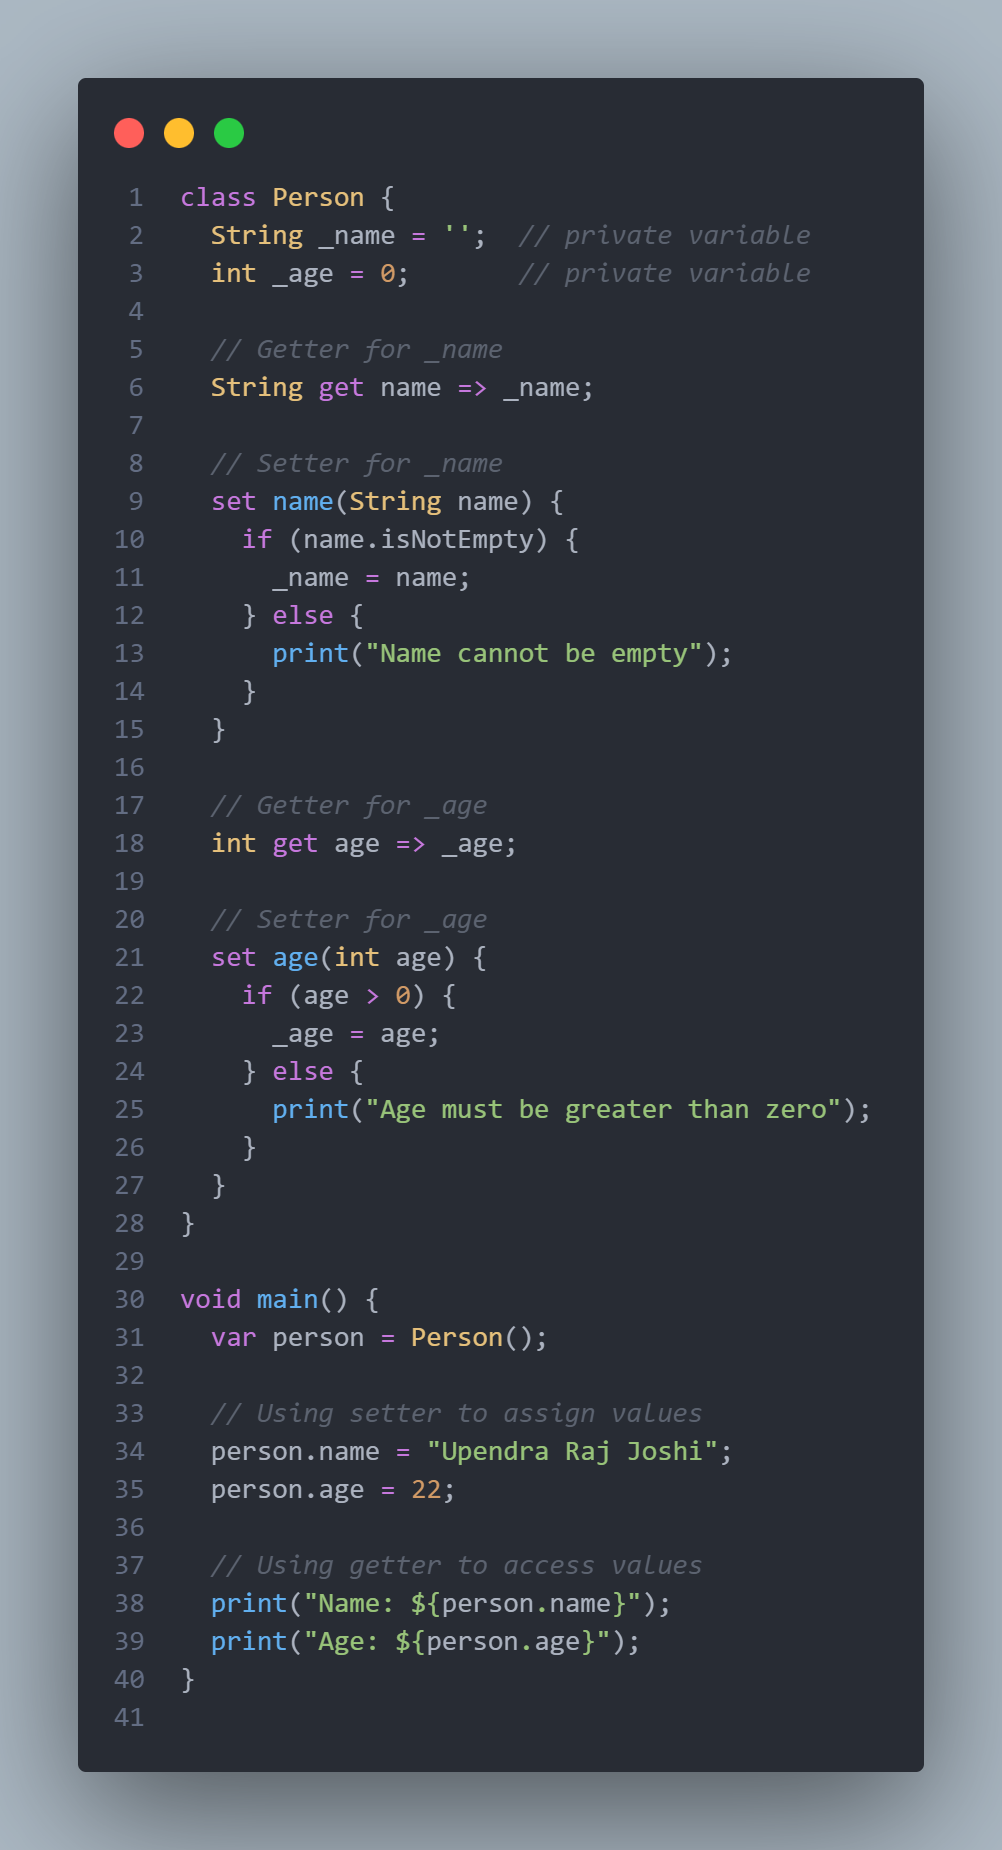 1 class Person {
2   String _name = '';  // private variable
3   int _age = 0;       // private variable
4
5   // Getter for _name
6   String get name => _name;
7
8   // Setter for _name
9   set name(String name) {
10     if (name.isNotEmpty) {
11       _name = name;
12     } else {
13       print("Name cannot be empty");
14     }
15   }
16
17   // Getter for _age
18   int get age => _age;
19
20   // Setter for _age
21   set age(int age) {
22     if (age > 0) {
23       _age = age;
24     } else {
25       print("Age must be greater than zero");
26     }
27   }
28 }
29
30 void main() {
31   var person = Person();
32
33   // Using setter to assign values
34   person.name = "Upendra Raj Joshi";
35   person.age = 22;
36
37   // Using getter to access values
38   print("Name: ${person.name}");
39   print("Age: ${person.age}");
40 }
41